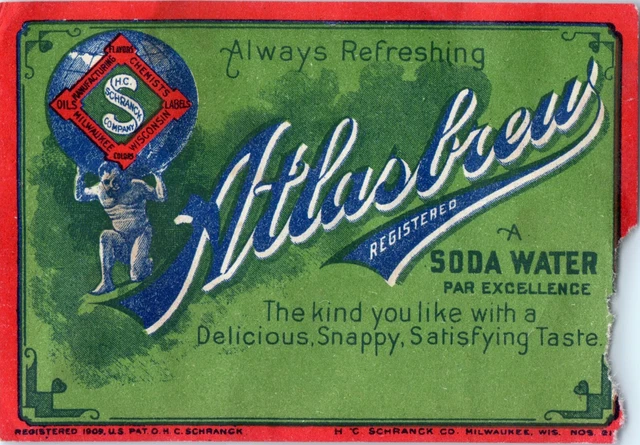 Always Refreshing
FLAVORS
MANUFACTURING CHEMISTS
OILS
H.C.
S
SCHRANCK
COMPANY
LABELS
MILWAUKEE WISCONSIN
COLORS
Atlasbrew
REGISTERED
A
SODA WATER
PAR EXCELLENCE
The kind you like with a
Delicious, Snappy, Satisfying Taste.
REGISTERED 1909, U.S. PAT. O. H. C. SCHRANCK
H. C. SCHRANCK CO. MILWAUKEE, WIS. NOS